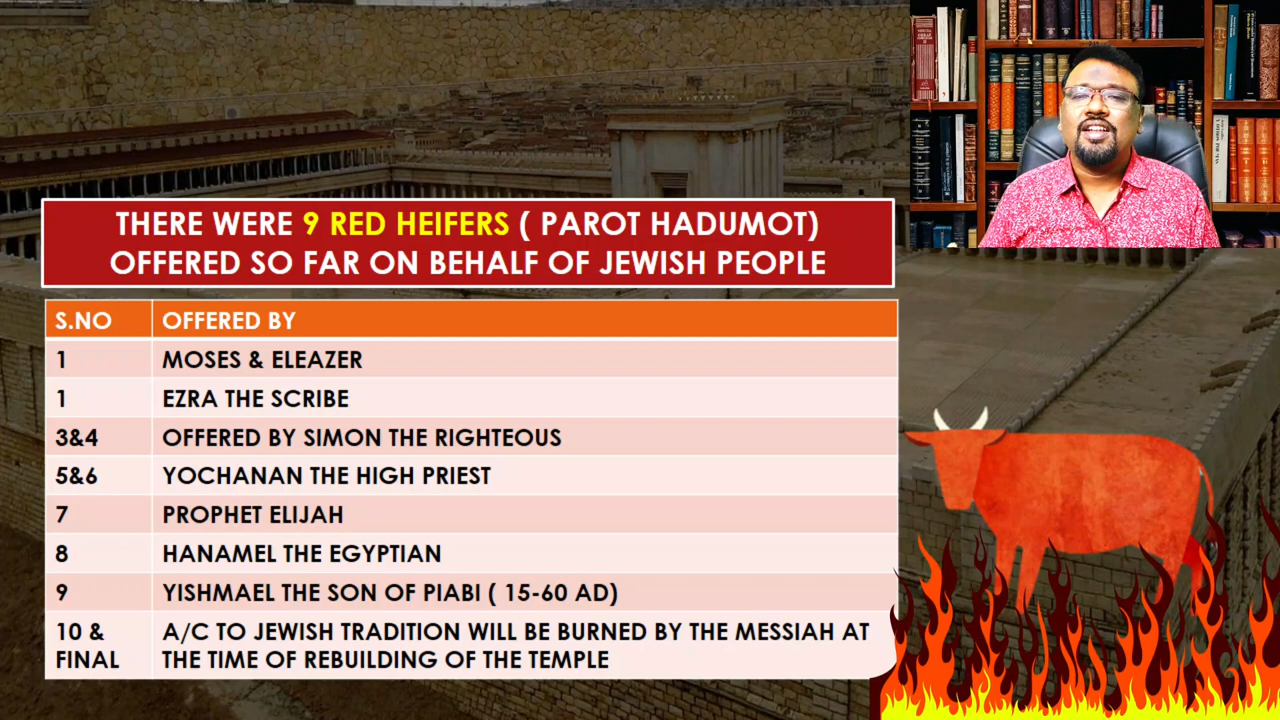 THERE WERE 9 RED HEIFERS ( PAROT HADUMOT)
OFFERED SO FAR ON BEHALF OF JEWISH PEOPLE
S.NO OFFERED BY
1 MOSES & ELEAZER
1 EZRA THE SCRIBE
3&4 OFFERED BY SIMON THE RIGHTEOUS
5&6 YOCHANAN THE HIGH PRIEST
7 PROPHET ELIJAH
8 HANAMEL THE EGYPTIAN
9 YISHMAEL THE SON OF PIABI ( 15-60 AD)
10 & FINAL A/C TO JEWISH TRADITION WILL BE BURNED BY THE MESSIAH AT
THE TIME OF REBUILDING OF THE TEMPLE